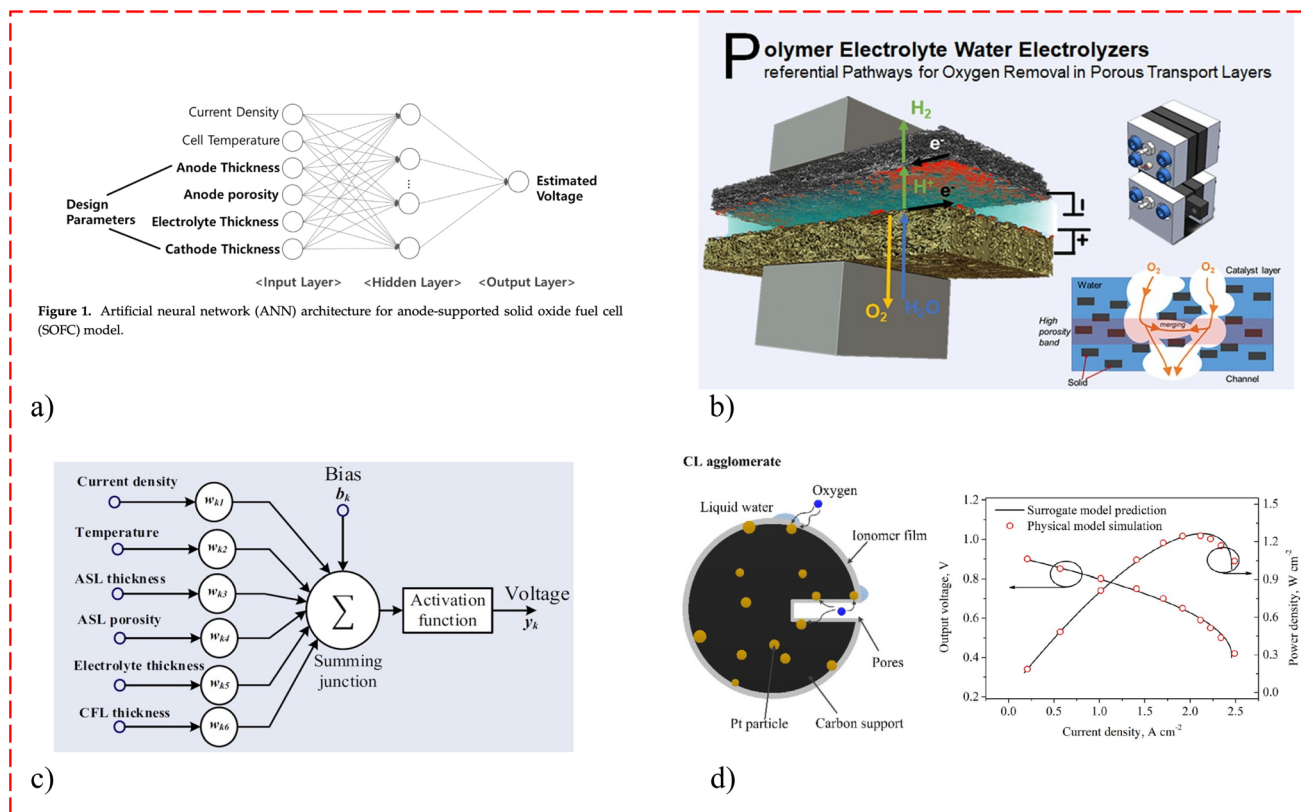 Current Density
Cell Temperature
Anode Thickness
Anode porosity
Electrolyte Thickness
Cathode Thickness
Design
Parameters
Estimated
Voltage
<Input Layer>
<Hidden Layer>
<Output Layer>
Figure 1. Artificial neural network (ANN) architecture for anode-supported solid oxide fuel cell
(SOFC) model.
a)
Polymer Electrolyte Water Electrolyzers
referential Pathways for Oxygen Removal in Porous Transport Layers
H₂
e⁻
H⁺
e⁻
O₂
H₂O
O₂
O₂
Catalyst layer
Water
High
porosity
band
merging
Solid
Channel
b)
Current density
Temperature
ASL thickness
ASL porosity
Electrolyte thickness
CFL thickness
wk1
wk2
wk3
wk4
wk5
wk6
Bias
bk
Σ
Summing
junction
Activation
function
Voltage
yk
c)
CL agglomerate
Liquid water
Oxygen
Ionomer film
Pores
Pt particle
Carbon support
Surrogate model prediction
Physical model simulation
Output voltage, V
1.2
1.0
0.8
0.6
0.4
0.2
0.0 0.5 1.0 1.5 2.0 2.5
Current density, A cm⁻²
1.5
1.2
0.9
0.6
0.3
0.0
Power density, W cm⁻²
d)